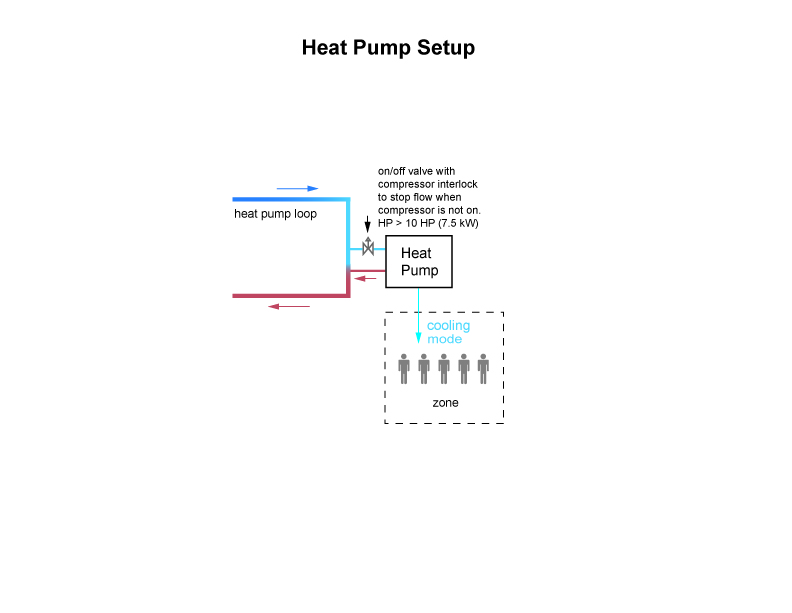 Heat Pump Setup
on/off valve with
compressor interlock
to stop flow when
compressor is not on.
HP > 10 HP (7.5 kW)
heat pump loop
Heat
Pump
cooling
mode
zone